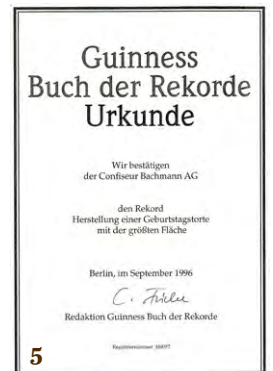 Guinness
Buch der Rekorde
Urkunde
Wir bestätigen
der Confiseur Bachmann AG
den Rekord
Herstellung einer Geburtstagstorte
mit der größten Fläche
Berlin, im September 1996
Redaktion Guinness Buch der Rekorde
5